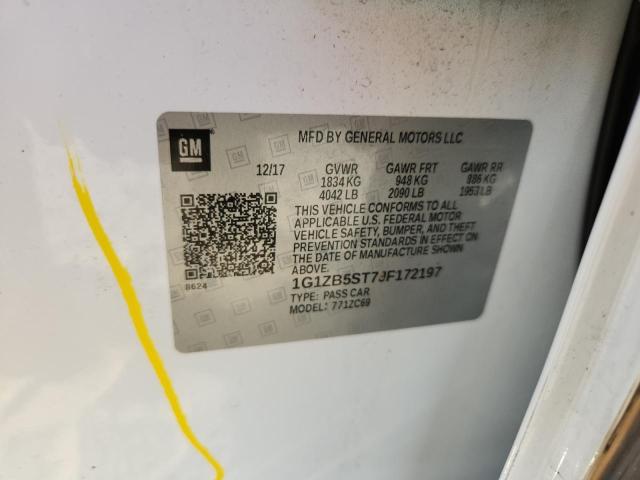 GM
MFD BY GENERAL MOTORS LLC
12/17 GVWR GAWR FRT GAWR RR
1834 KG 948 KG 886 KG
4042 LB 2090 LB 1953 LB
THIS VEHICLE CONFORMS TO ALL
APPLICABLE U.S. FEDERAL MOTOR
VEHICLE SAFETY, BUMPER, AND THEFT
PREVENTION STANDARDS IN EFFECT ON
THE DATE OF MANUFACTURE SHOWN
ABOVE.
8624
1G1ZB5ST7JF172197
TYPE: PASS CAR
MODEL: 771ZC69